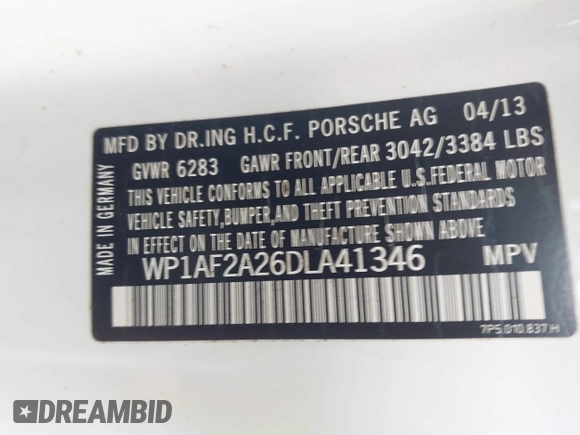 MFD BY DR.ING H.C.F. PORSCHE AG 04/13
GVWR 6283 GAWR FRONT/REAR 3042/3384 LBS
THIS VEHICLE CONFORMS TO ALL APPLICABLE U.S.FEDERAL MOTOR
VEHICLE SAFETY,BUMPER,AND THEFT PREVENTION STANDARDS
IN EFFECT ON THE DATE OF MANUFACTURE SHOWN ABOVE
WP1AF2A26DLA41346 MPV
7P5.010.837.H
MADE IN GERMANY
DREAMBID